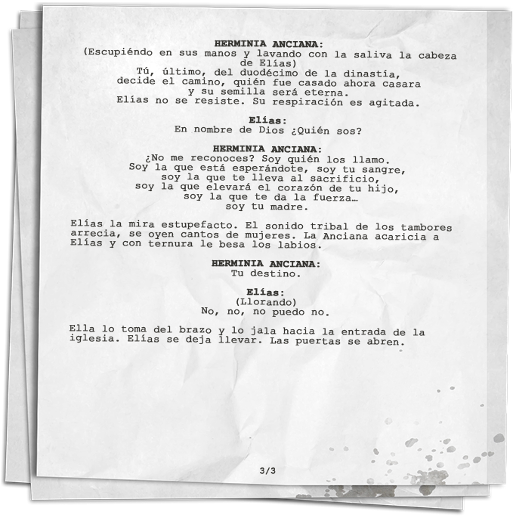 HERMINIA ANCIANA:
(Escupiéndo en sus manos y lavando con la saliva la cabeza
de Elías)
Tú, último, del duodécimo de la dinastía,
decide el camino, quién fue casado ahora casara
y su semilla será eterna.
Elías no se resiste. Su respiración es agitada.
Elías:
En nombre de Dios ¿Quién sos?
HERMINIA ANCIANA:
¿No me reconoces? Soy quién los llamo.
Soy la que está esperándote, soy tu sangre,
soy la que te lleva al sacrificio,
soy la que elevará el corazón de tu hijo,
soy la que te da la fuerza…
soy tu madre.
Elías la mira estupefacto. El sonido tribal de los tambores
arrecia, se oyen cantos de mujeres. La Anciana acaricia a
Elías y con ternura le besa los labios.
HERMINIA ANCIANA:
Tu destino.
Elías:
(Llorando)
No, no, no puedo no.
Ella lo toma del brazo y lo jala hacia la entrada de la
iglesia. Elías se deja llevar. Las puertas se abren.
3/3